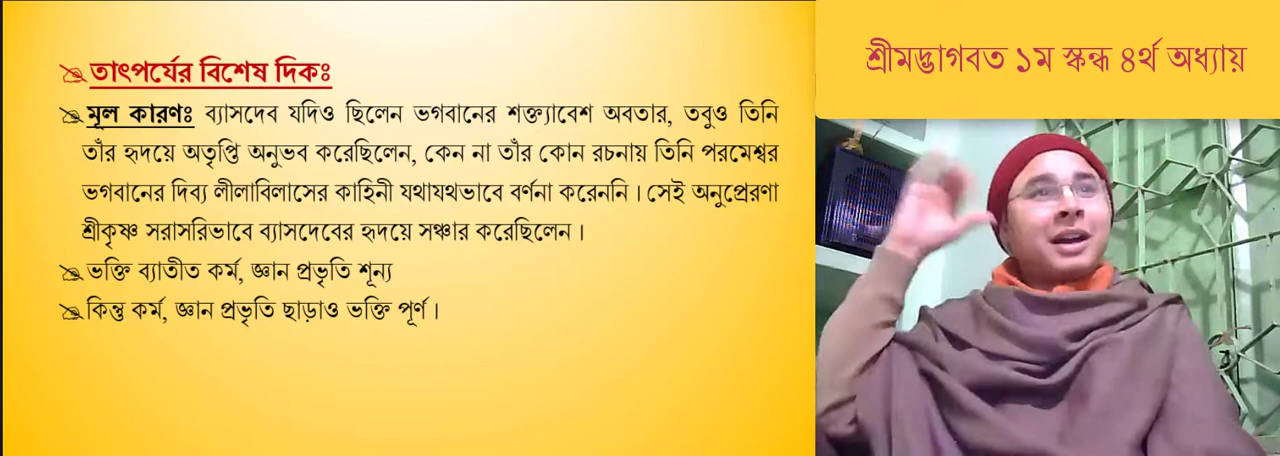 তাৎপর্যের বিশেষ দিকঃ
মূল কারণঃ ব্যাসদেব যদিও ছিলেন ভগবানের শক্ত্যাবেশ অবতার, তবুও তিনি
তাঁর হৃদয়ে অতৃপ্তি অনুভব করেছিলেন, কেন না তাঁর কোন রচনায় তিনি পরমেশ্বর
ভগবানের দিব্য লীলাবিলাসের কাহিনী যথাযথভাবে বর্ণনা করেননি। সেই অনুপ্রেরণা
শ্রীকৃষ্ণ সরাসরিভাবে ব্যাসদেবের হৃদয়ে সঞ্চার করেছিলেন।
ভক্তি ব্যাতীত কর্ম, জ্ঞান প্রভৃতি শূন্য
কিন্তু কর্ম, জ্ঞান প্রভৃতি ছাড়াও ভক্তি পূর্ণ।
শ্রীমদ্ভাগবত ১ম স্কন্ধ ৪র্থ অধ্যায়